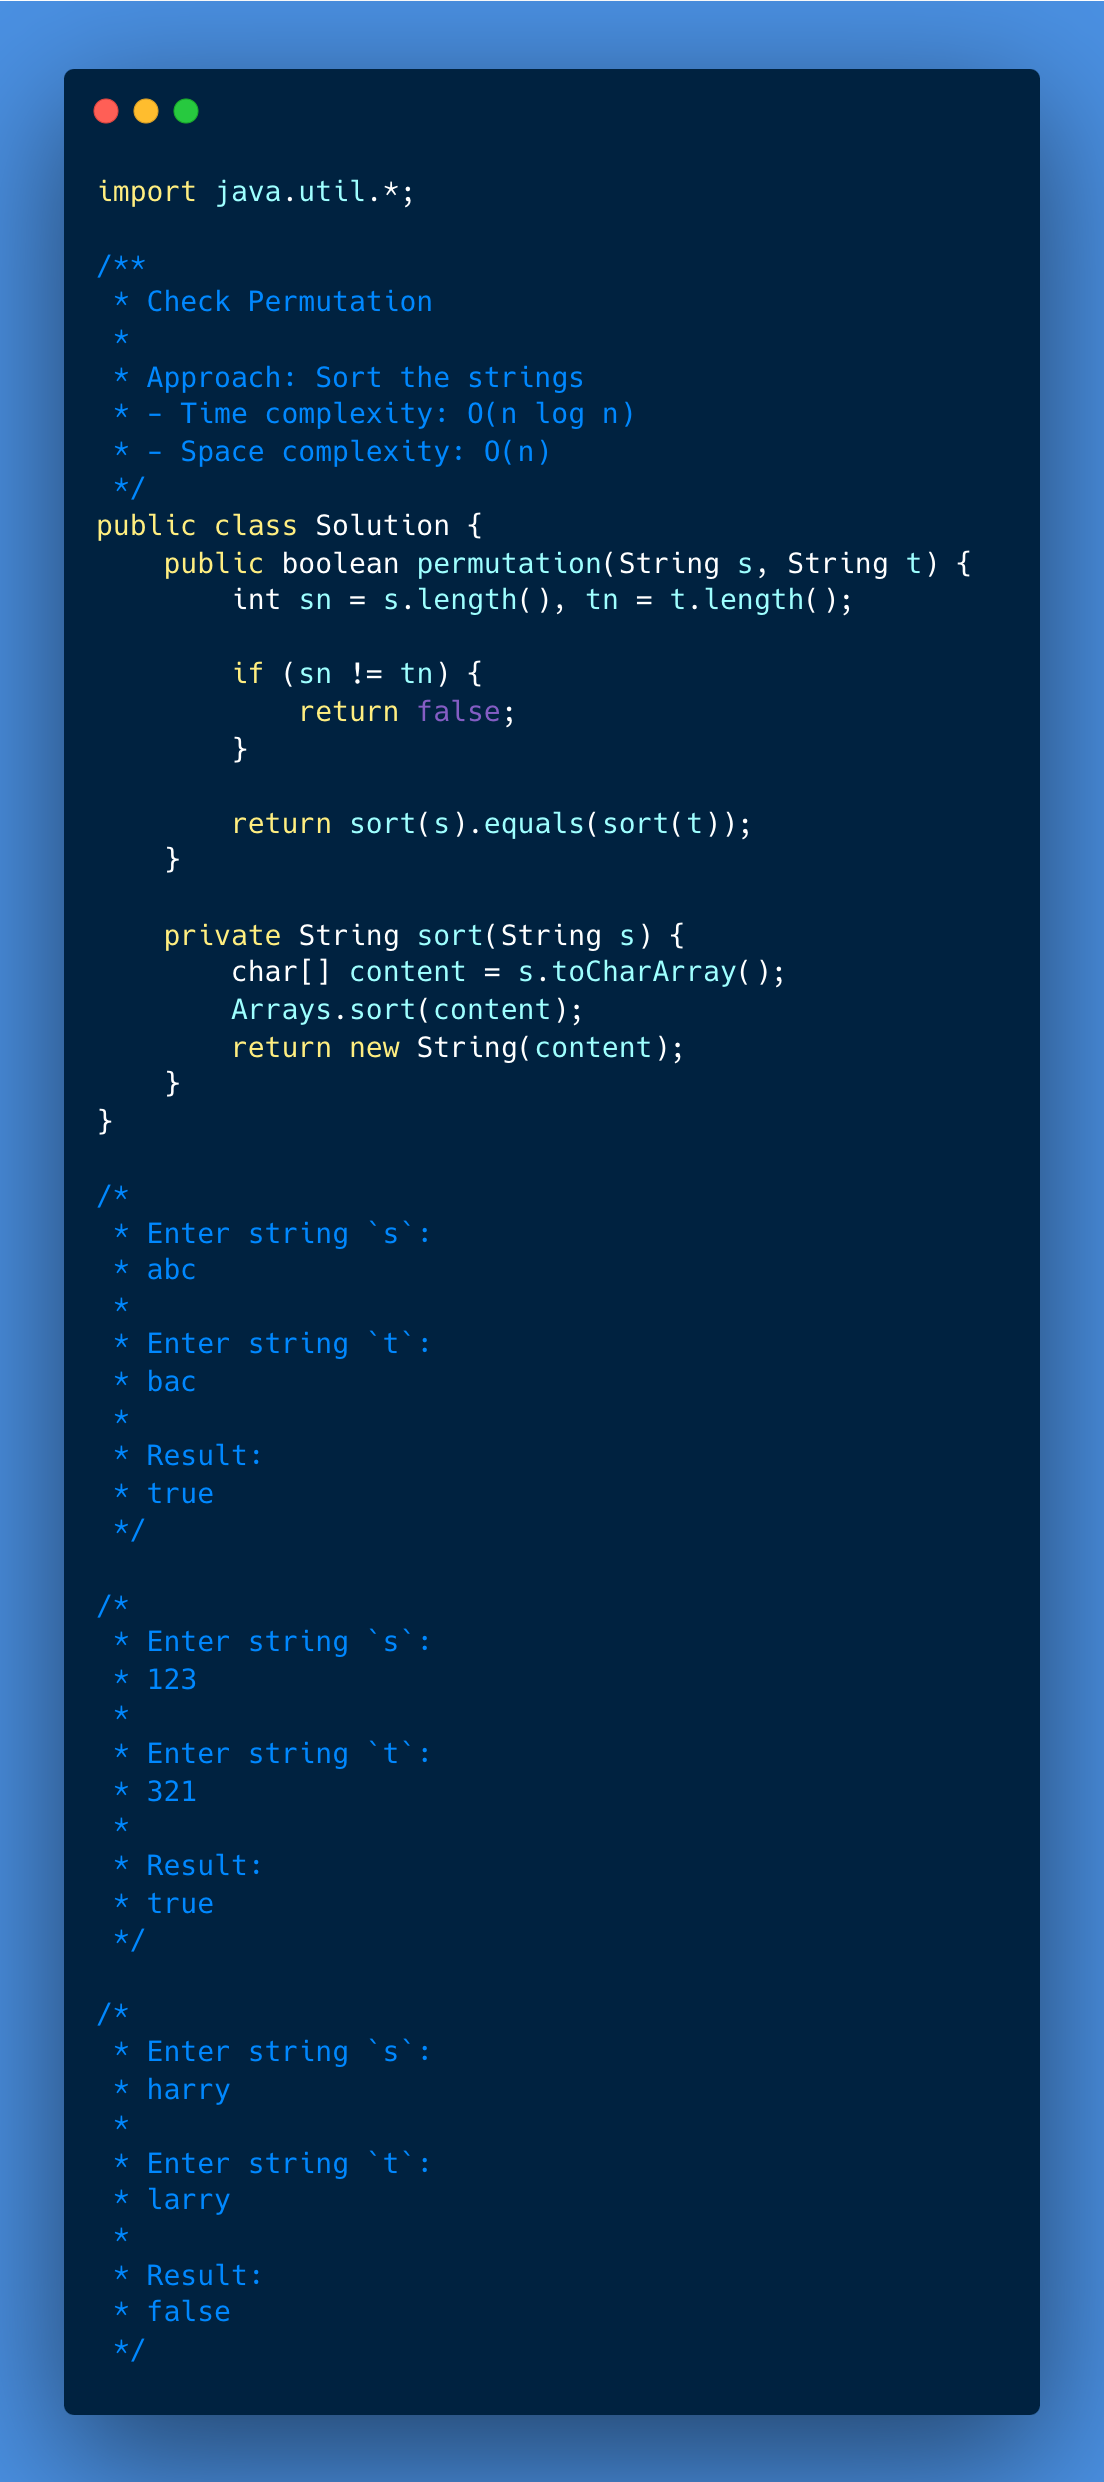 import java.util.*;

/**
 * Check Permutation
 *
 * Approach: Sort the strings
 * - Time complexity: O(n log n)
 * - Space complexity: O(n)
 */
public class Solution {
    public boolean permutation(String s, String t) {
        int sn = s.length(), tn = t.length();

        if (sn != tn) {
            return false;
        }

        return sort(s).equals(sort(t));
    }

    private String sort(String s) {
        char[] content = s.toCharArray();
        Arrays.sort(content);
        return new String(content);
    }
}

/*
 * Enter string `s`:
 * abc
 *
 * Enter string `t`:
 * bac
 *
 * Result:
 * true
 */

/*
 * Enter string `s`:
 * 123
 *
 * Enter string `t`:
 * 321
 *
 * Result:
 * true
 */

/*
 * Enter string `s`:
 * harry
 *
 * Enter string `t`:
 * larry
 *
 * Result:
 * false
 */